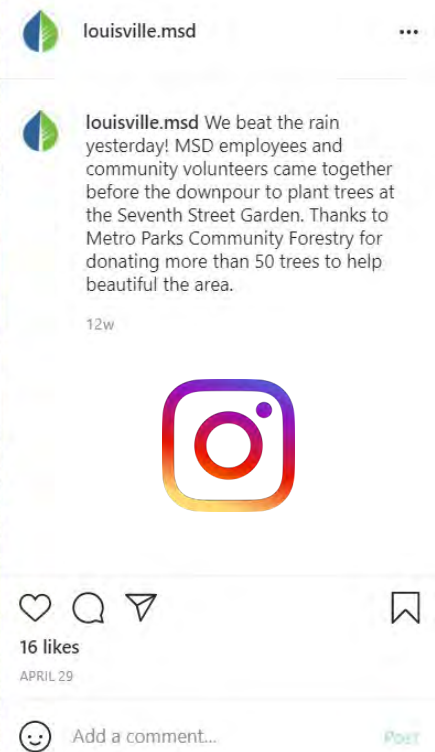 louisville.msd
louisville.msd We beat the rain
yesterday! MSD employees and
community volunteers came together
before the downpour to plant trees at
the Seventh Street Garden. Thanks to
Metro Parks Community Forestry for
donating more than 50 trees to help
beautiful the area.
12w
16 likes
APRIL 29
Add a comment...
Post